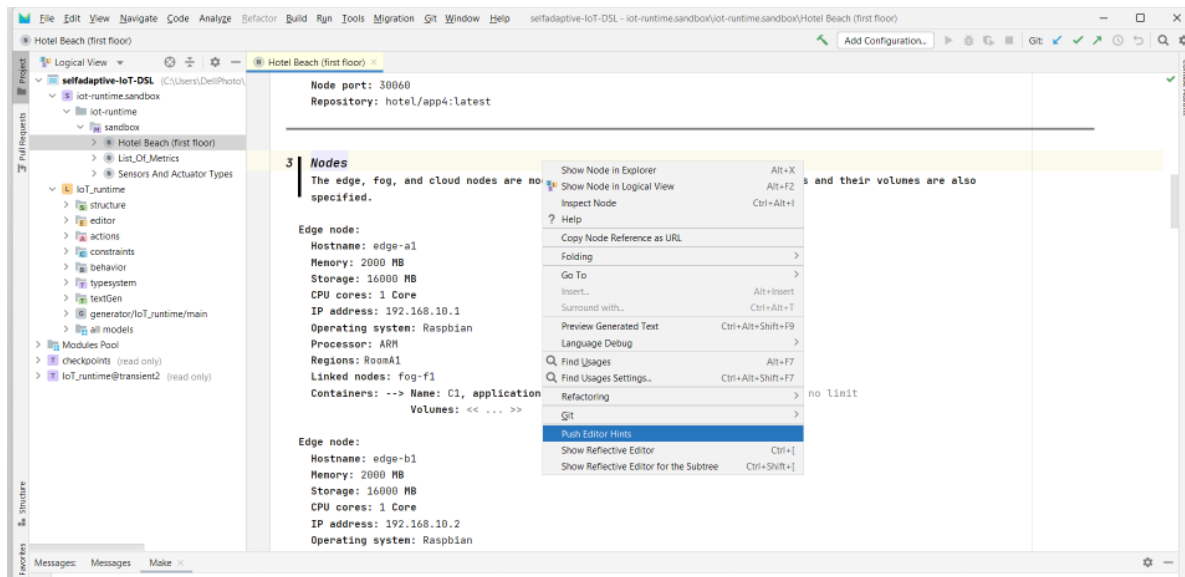 File Edit View Navigate Code Analyze Refactor Build Run Tools Migration Git Window Help selfadaptive-IoT-DSL - iot-runtime.sandbox\iot-runtime.sandbox\Hotel Beach (first floor)
Hotel Beach (first floor)
Add Configuration...
Git:
Project
Pull Requests
Structure
Favorites
Logical View
selfadaptive-IoT-DSL (C:\Users\DellPhoto\
iot-runtime.sandbox
iot-runtime
sandbox
Hotel Beach (first floor)
List_Of_Metrics
Sensors And Actuator Types
IoT_runtime
structure
editor
actions
constraints
behavior
typesystem
textGen
generator/IoT_runtime/main
all models
Modules Pool
checkpoints (read only)
IoT_runtime@transient2 (read only)
Hotel Beach (first floor)
Node port: 30060
Repository: hotel/app4:latest
3 Nodes
The edge, fog, and cloud nodes are mo
s and their volumes are also
specified.
Edge node:
Hostname: edge-a1
Memory: 2000 MB
Storage: 16000 MB
CPU cores: 1 Core
IP address: 192.168.10.1
Operating system: Raspbian
Processor: ARM
Regions: RoomA1
Linked nodes: fog-f1
Containers: --> Name: C1, application
no limit
Volumes: << ... >>
Edge node:
Hostname: edge-b1
Memory: 2000 MB
Storage: 16000 MB
CPU cores: 1 Core
IP address: 192.168.10.2
Operating system: Raspbian
Show Node in Explorer Alt+X
Show Node in Logical View Alt+F2
Inspect Node Ctrl+Alt+I
? Help
Copy Node Reference as URL
Folding
Go To
Insert... Alt+Insert
Surround with... Ctrl+Alt+T
Preview Generated Text Ctrl+Alt+Shift+F9
Language Debug
Find Usages Alt+F7
Find Usages Settings... Ctrl+Alt+Shift+F7
Refactoring
Git
Push Editor Hints
Show Reflective Editor Ctrl+[
Show Reflective Editor for the Subtree Ctrl+Shift+[
Messages: Messages Make